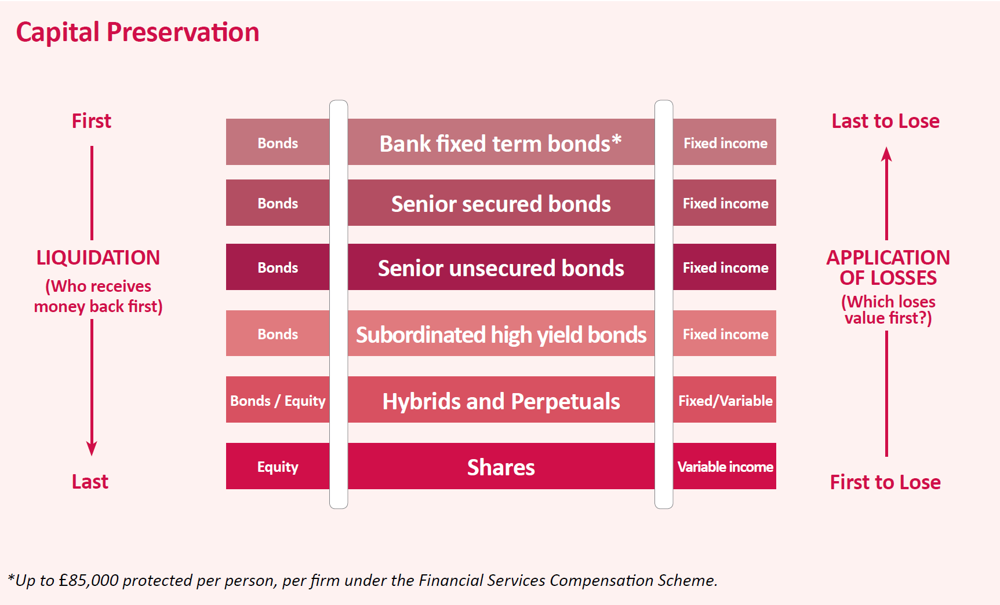 Capital Preservation
First
LIQUIDATION
(Who receives
money back first)
Last
Bonds
Bank fixed term bonds*
Fixed income
Bonds
Senior secured bonds
Fixed income
Bonds
Senior unsecured bonds
Fixed income
Bonds
Subordinated high yield bonds
Fixed income
Bonds / Equity
Hybrids and Perpetuals
Fixed/Variable
Equity
Shares
Variable income
Last to Lose
APPLICATION
OF LOSSES
(Which loses
value first?)
First to Lose
*Up to £85,000 protected per person, per firm under the Financial Services Compensation Scheme.